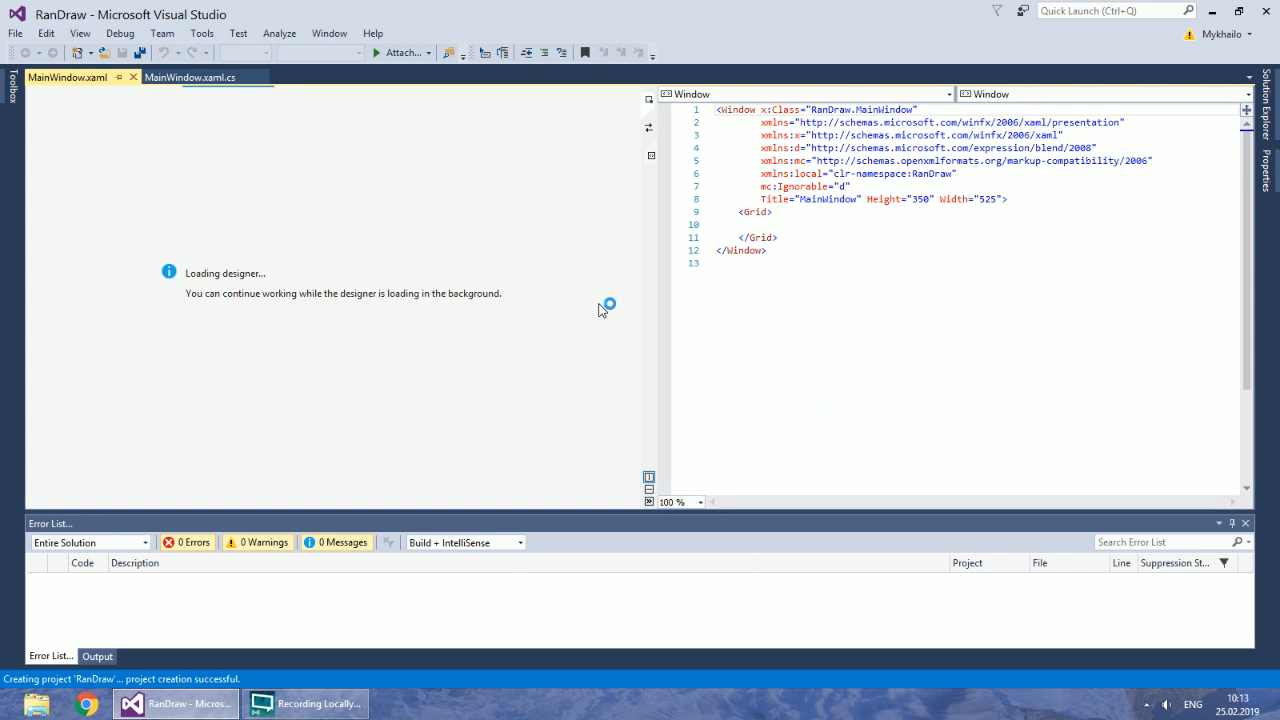 RanDraw - Microsoft Visual Studio
Quick Launch (Ctrl+Q)
File Edit View Debug Team Tools Test Analyze Window Help
Mykhailo
Attach...
Toolbox
MainWindow.xaml
MainWindow.xaml.cs
Solution Explorer
Properties
Window
Window
1 <Window x:Class="RanDraw.MainWindow"
2 xmlns="http://schemas.microsoft.com/winfx/2006/xaml/presentation"
3 xmlns:x="http://schemas.microsoft.com/winfx/2006/xaml"
4 xmlns:d="http://schemas.microsoft.com/expression/blend/2008"
5 xmlns:mc="http://schemas.openxmlformats.org/markup-compatibility/2006"
6 xmlns:local="clr-namespace:RanDraw"
7 mc:Ignorable="d"
8 Title="MainWindow" Height="350" Width="525">
9 <Grid>
10
11 </Grid>
12 </Window>
13
Loading designer...
You can continue working while the designer is loading in the background.
100 %
Error List...
Entire Solution
0 Errors
0 Warnings
0 Messages
Build + IntelliSense
Search Error List
Code Description Project File Line Suppression St...
Error List... Output
Creating project 'RanDraw'... project creation successful.
RanDraw - Micros...
Recording Locally...
ENG
10:13
25.02.2019